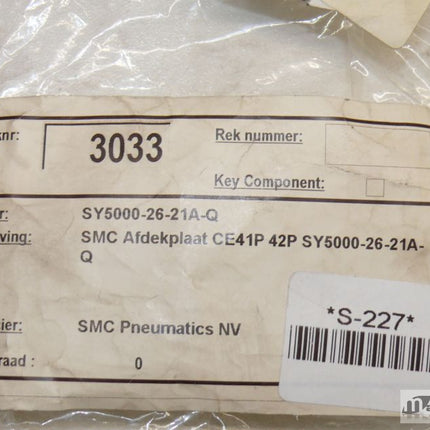 knr: 3033 Rek nummer:
Key Component:
r: SY5000-26-21A-Q
ving: SMC Afdekplaat CE41P 42P SY5000-26-21A-
Q
ier: SMC Pneumatics NV
raad : 0
*S-227*